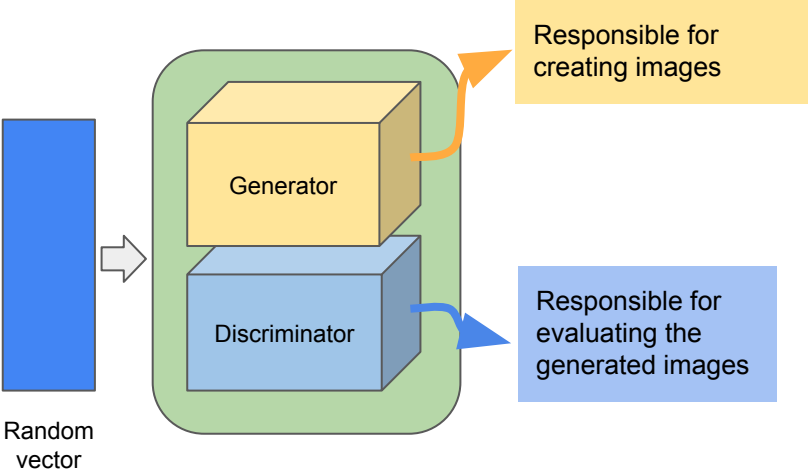 Responsible for
creating images
Generator
Discriminator
Responsible for
evaluating the
generated images
Random
vector